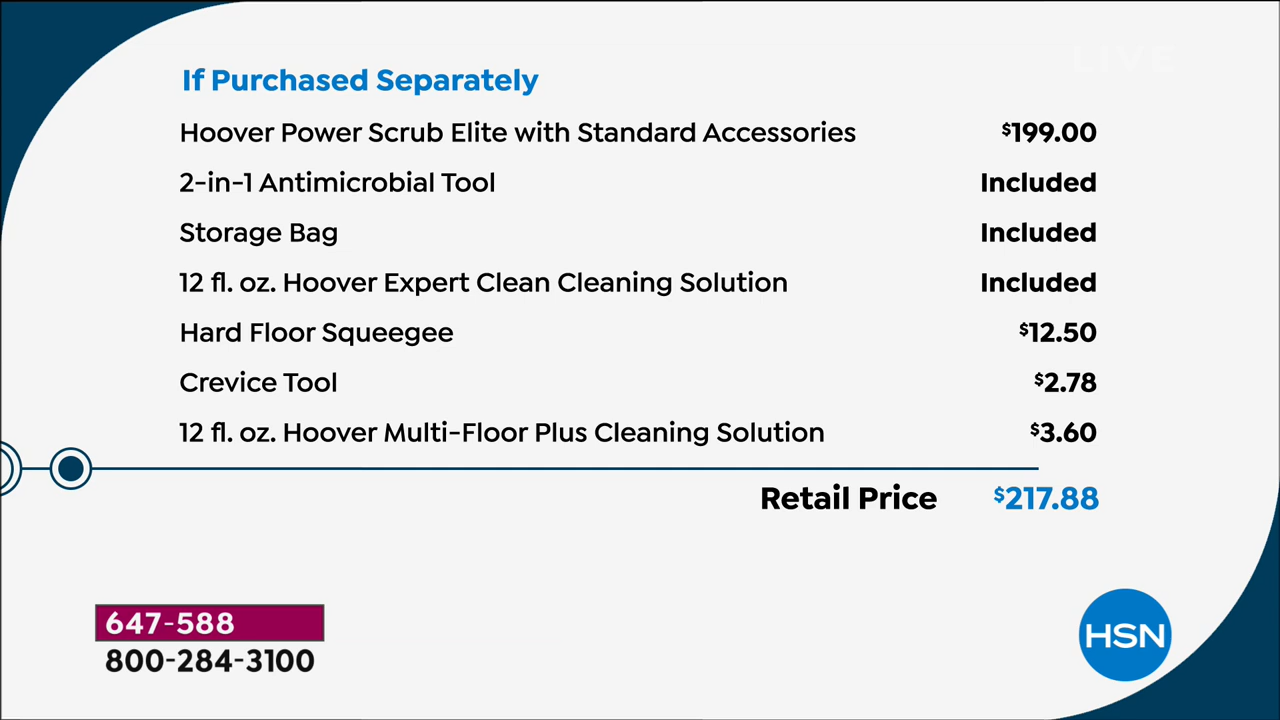 LIVE
If Purchased Separately
Hoover Power Scrub Elite with Standard Accessories $199.00
2-in-1 Antimicrobial Tool Included
Storage Bag Included
12 fl. oz. Hoover Expert Clean Cleaning Solution Included
Hard Floor Squeegee $12.50
Crevice Tool $2.78
12 fl. oz. Hoover Multi-Floor Plus Cleaning Solution $3.60
Retail Price $217.88
647-588
800-284-3100
HSN